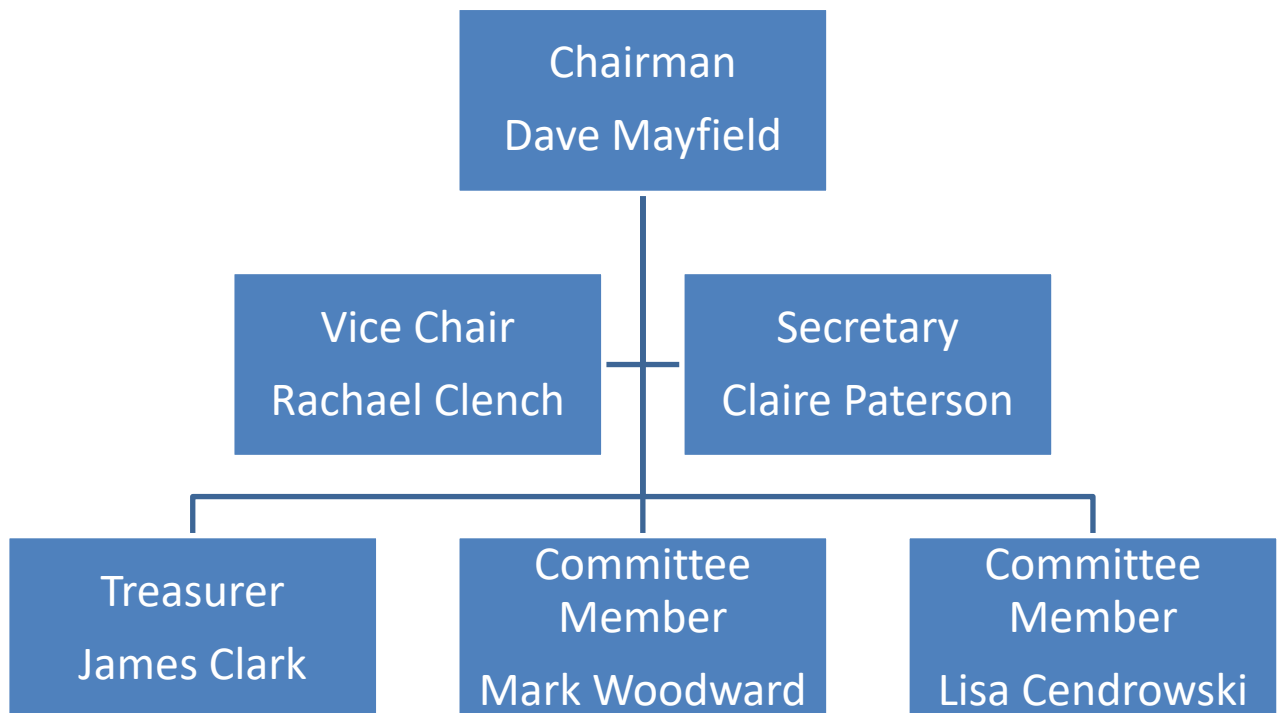 Chairman
Dave Mayfield
Vice Chair
Rachael Clench
Secretary
Claire Paterson
Treasurer
James Clark
Committee
Member
Mark Woodward
Committee
Member
Lisa Cendrowski